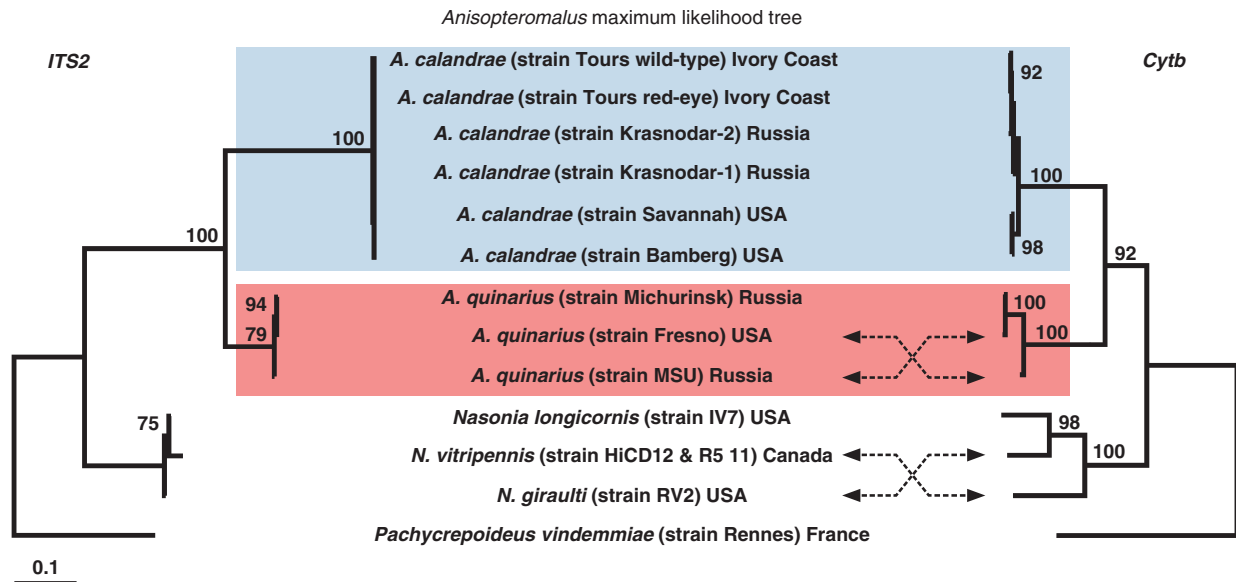 Anisopteromalus maximum likelihood tree
ITS2
Cytb
A. calandrae (strain Tours wild-type) Ivory Coast
92
A. calandrae (strain Tours red-eye) Ivory Coast
100
A. calandrae (strain Krasnodar-2) Russia
A. calandrae (strain Krasnodar-1) Russia
100
A. calandrae (strain Savannah) USA
100
98
A. calandrae (strain Bamberg) USA
92
94
A. quinarius (strain Michurinsk) Russia
100
79
A. quinarius (strain Fresno) USA
100
A. quinarius (strain MSU) Russia
75
Nasonia longicornis (strain IV7) USA
98
N. vitripennis (strain HiCD12 & R5 11) Canada
100
N. giraulti (strain RV2) USA
Pachycrepoideus vindemmiae (strain Rennes) France
0.1